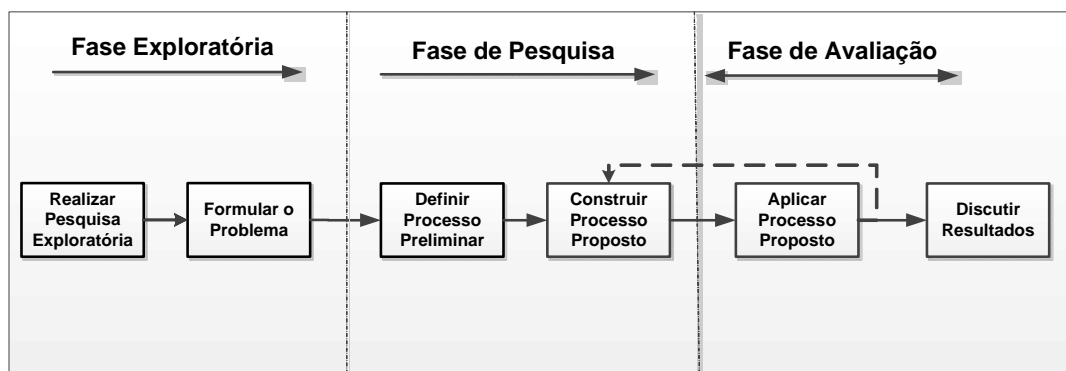 Fase Exploratória
Fase de Pesquisa
Fase de Avaliação
Realizar
Pesquisa
Exploratória
Formular o
Problema
Definir
Processo
Preliminar
Construir
Processo
Proposto
Aplicar
Processo
Proposto
Discutir
Resultados